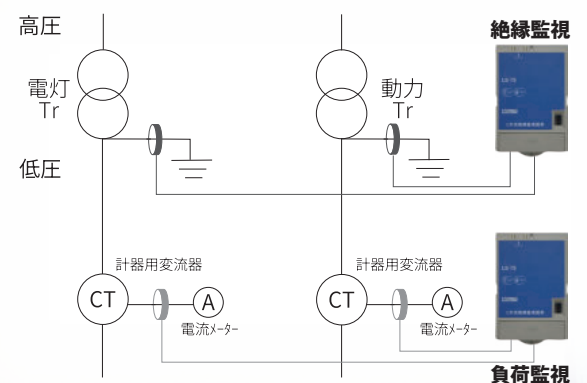 高圧
絶縁監視
電灯
Tr
動力
Tr
低圧
計器用変流器
計器用変流器
CT
A
CT
A
電流メーター
電流メーター
負荷監視